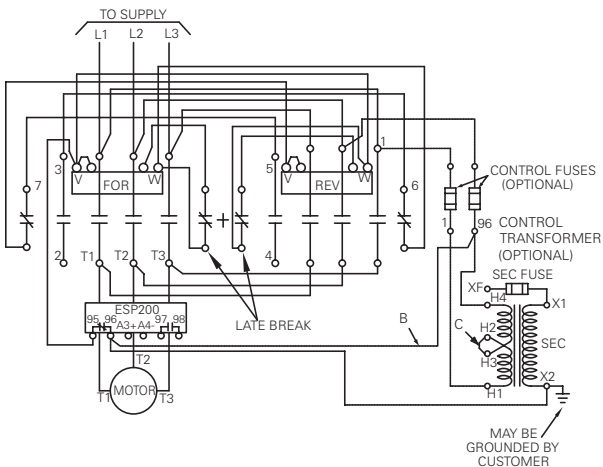 TO SUPPLY
L1 L2 L3
1
3 5
V W V W
7 FOR REV 6
CONTROL FUSES
(OPTIONAL)
1 96
CONTROL
TRANSFORMER
(OPTIONAL)
2 T1 T2 T3 4
SEC FUSE
XF
H4 X1
ESP200
95 96 A3+A4- 97 98
LATE BREAK
B
C
H2
SEC
H3
T2
X2
MOTOR
T1 T3
H1
MAY BE
GROUNDED BY
CUSTOMER